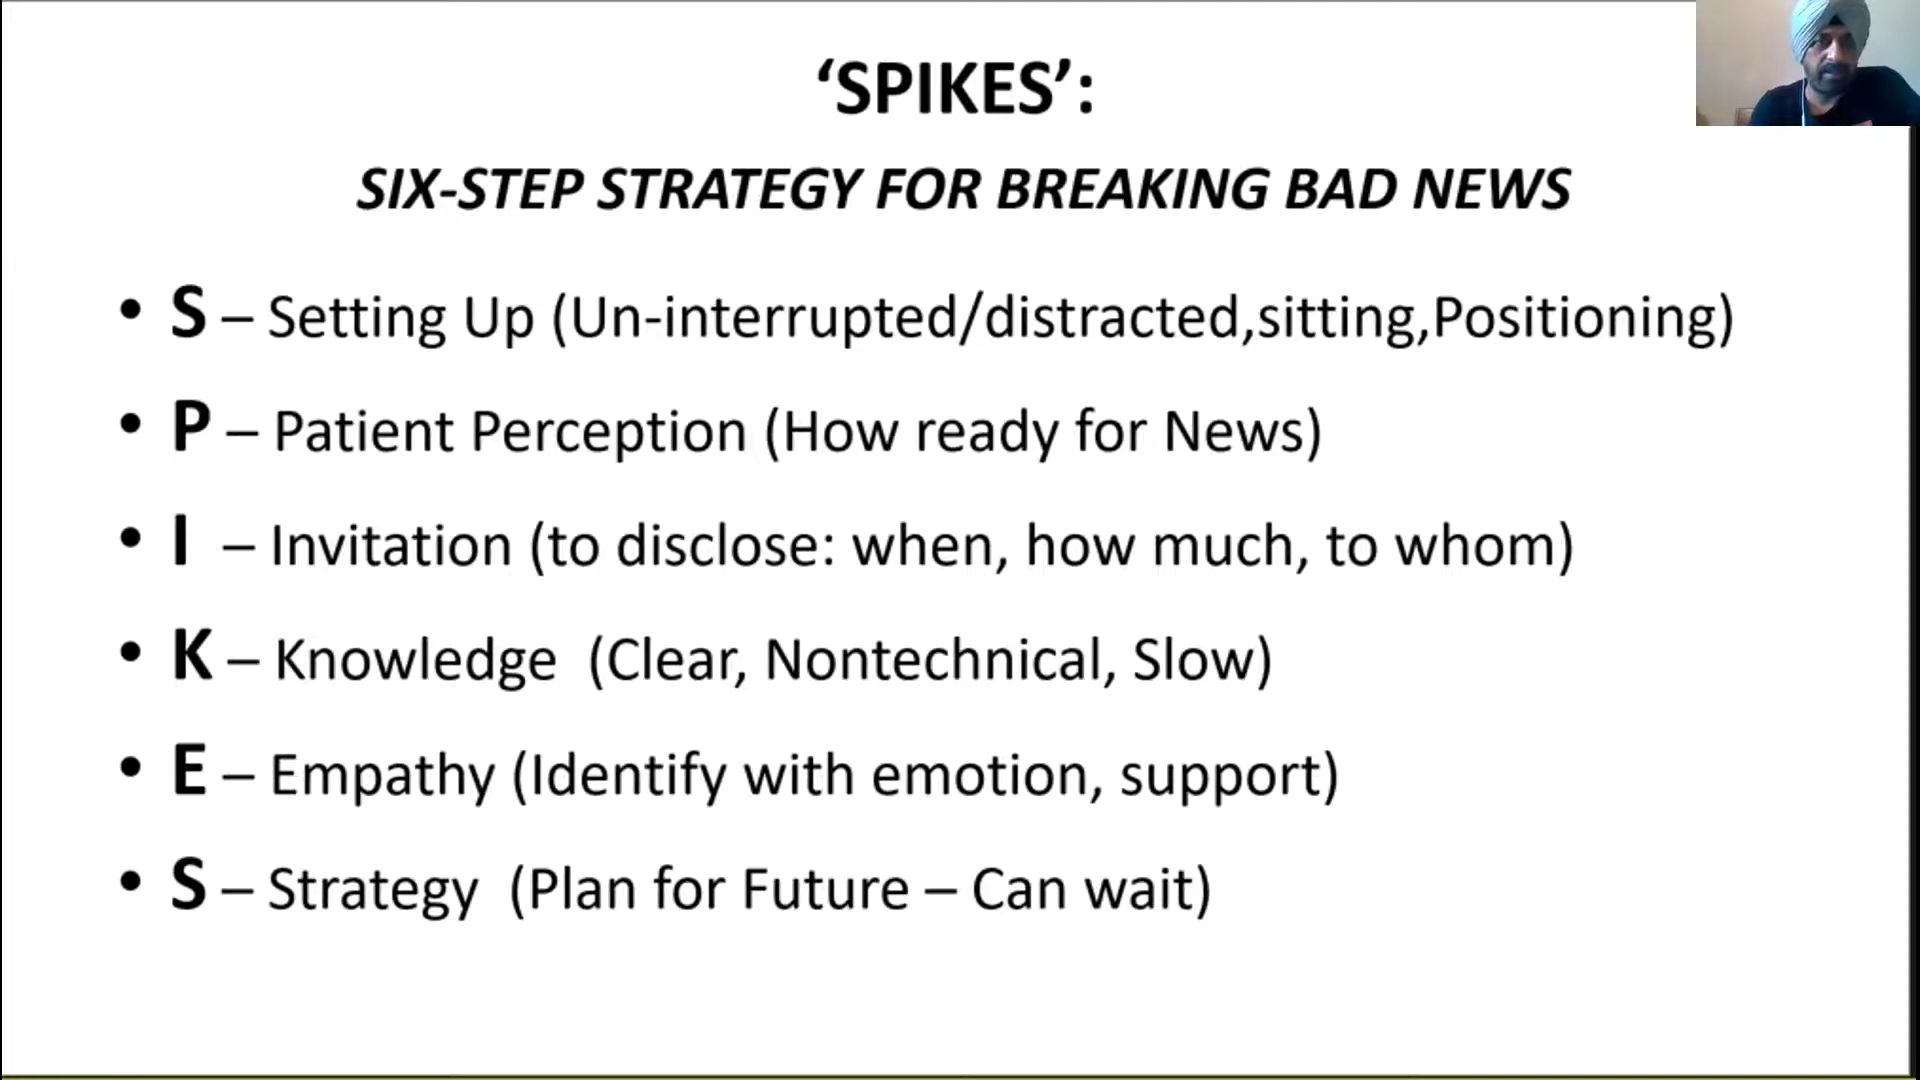 ‘SPIKES’:
SIX-STEP STRATEGY FOR BREAKING BAD NEWS
• S – Setting Up (Un-interrupted/distracted,sitting,Positioning)
• P – Patient Perception (How ready for News)
• I – Invitation (to disclose: when, how much, to whom)
• K – Knowledge (Clear, Nontechnical, Slow)
• E – Empathy (Identify with emotion, support)
• S – Strategy (Plan for Future – Can wait)